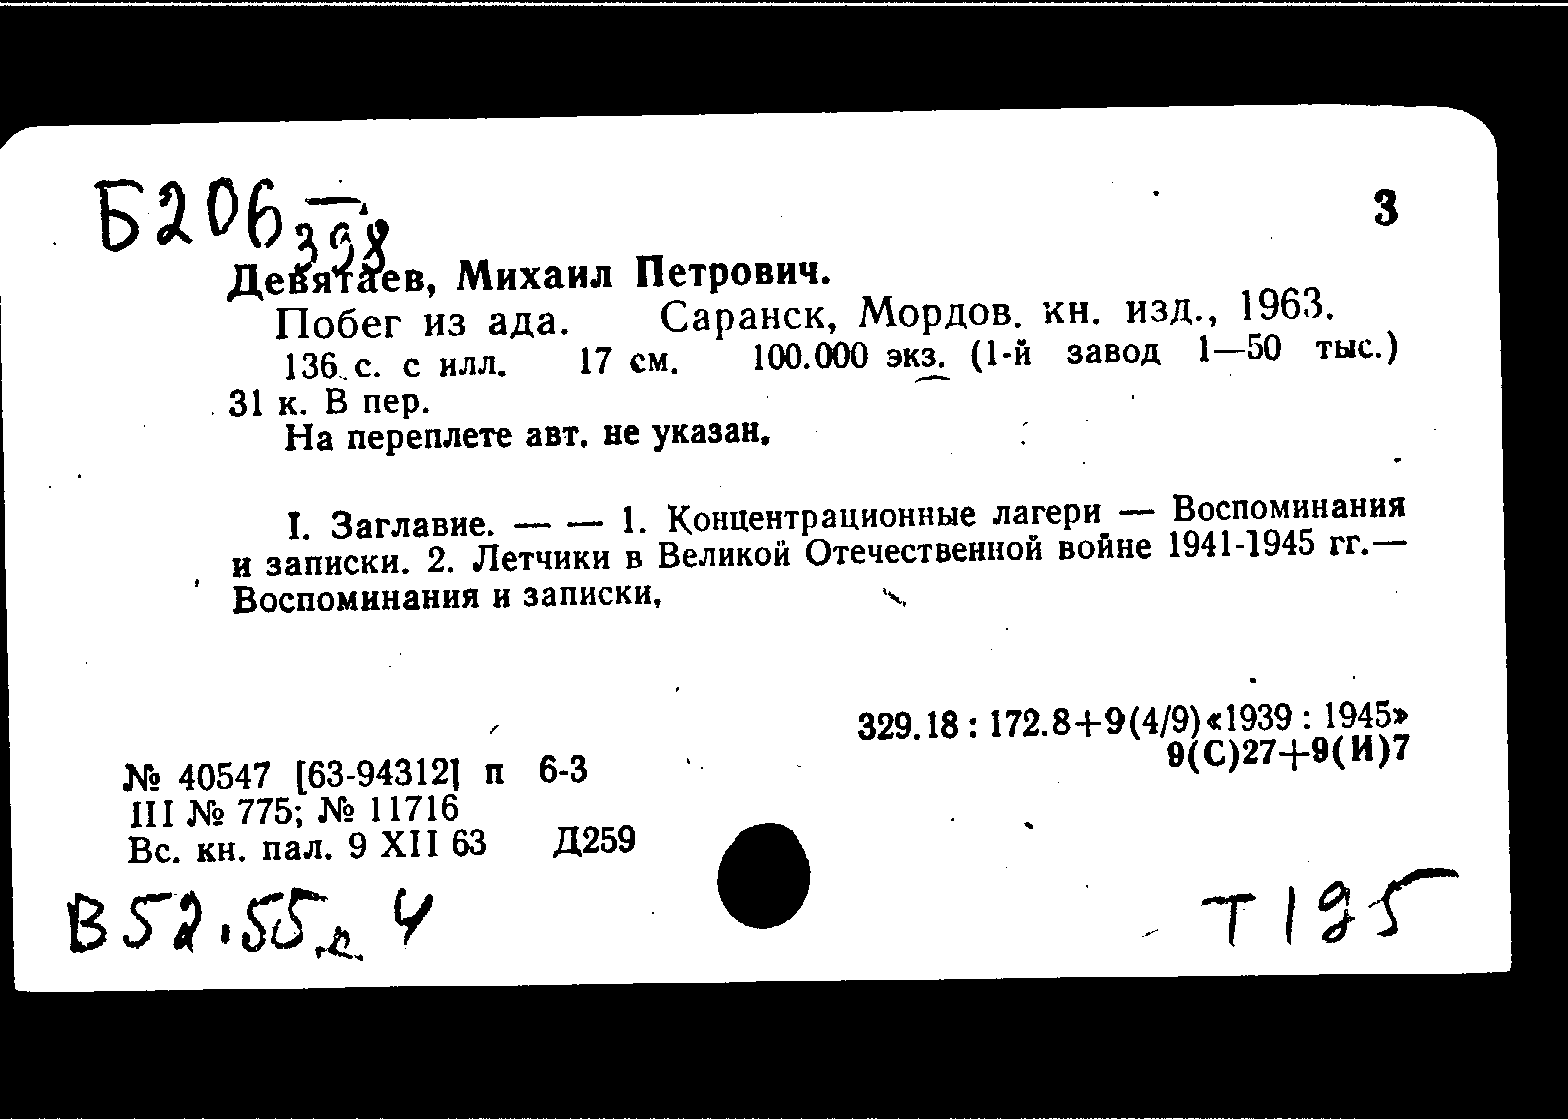 Б206
398
3
Девятаев, Михаил Петрович.
Побег из ада. Саранск, Мордов. кн. изд., 1963.
136 с. с илл. 17 см. 100.000 экз. (1-й завод 1—50 тыс.)
31 к. В пер.
На переплете авт. не указан.
I. Заглавие. — — 1. Концентрационные лагери — Воспоминания
и записки. 2. Летчики в Великой Отечественной войне 1941-1945 гг.—
Воспоминания и записки.
329.18 : 172.8+9(4/9)«1939 : 1945»
9(С)27+9(И)7
№ 40547 [63-94312] п 6-3
III № 775; № 11716
Вс. кн. пал. 9 XII 63 Д259
В52.55 4
Т195